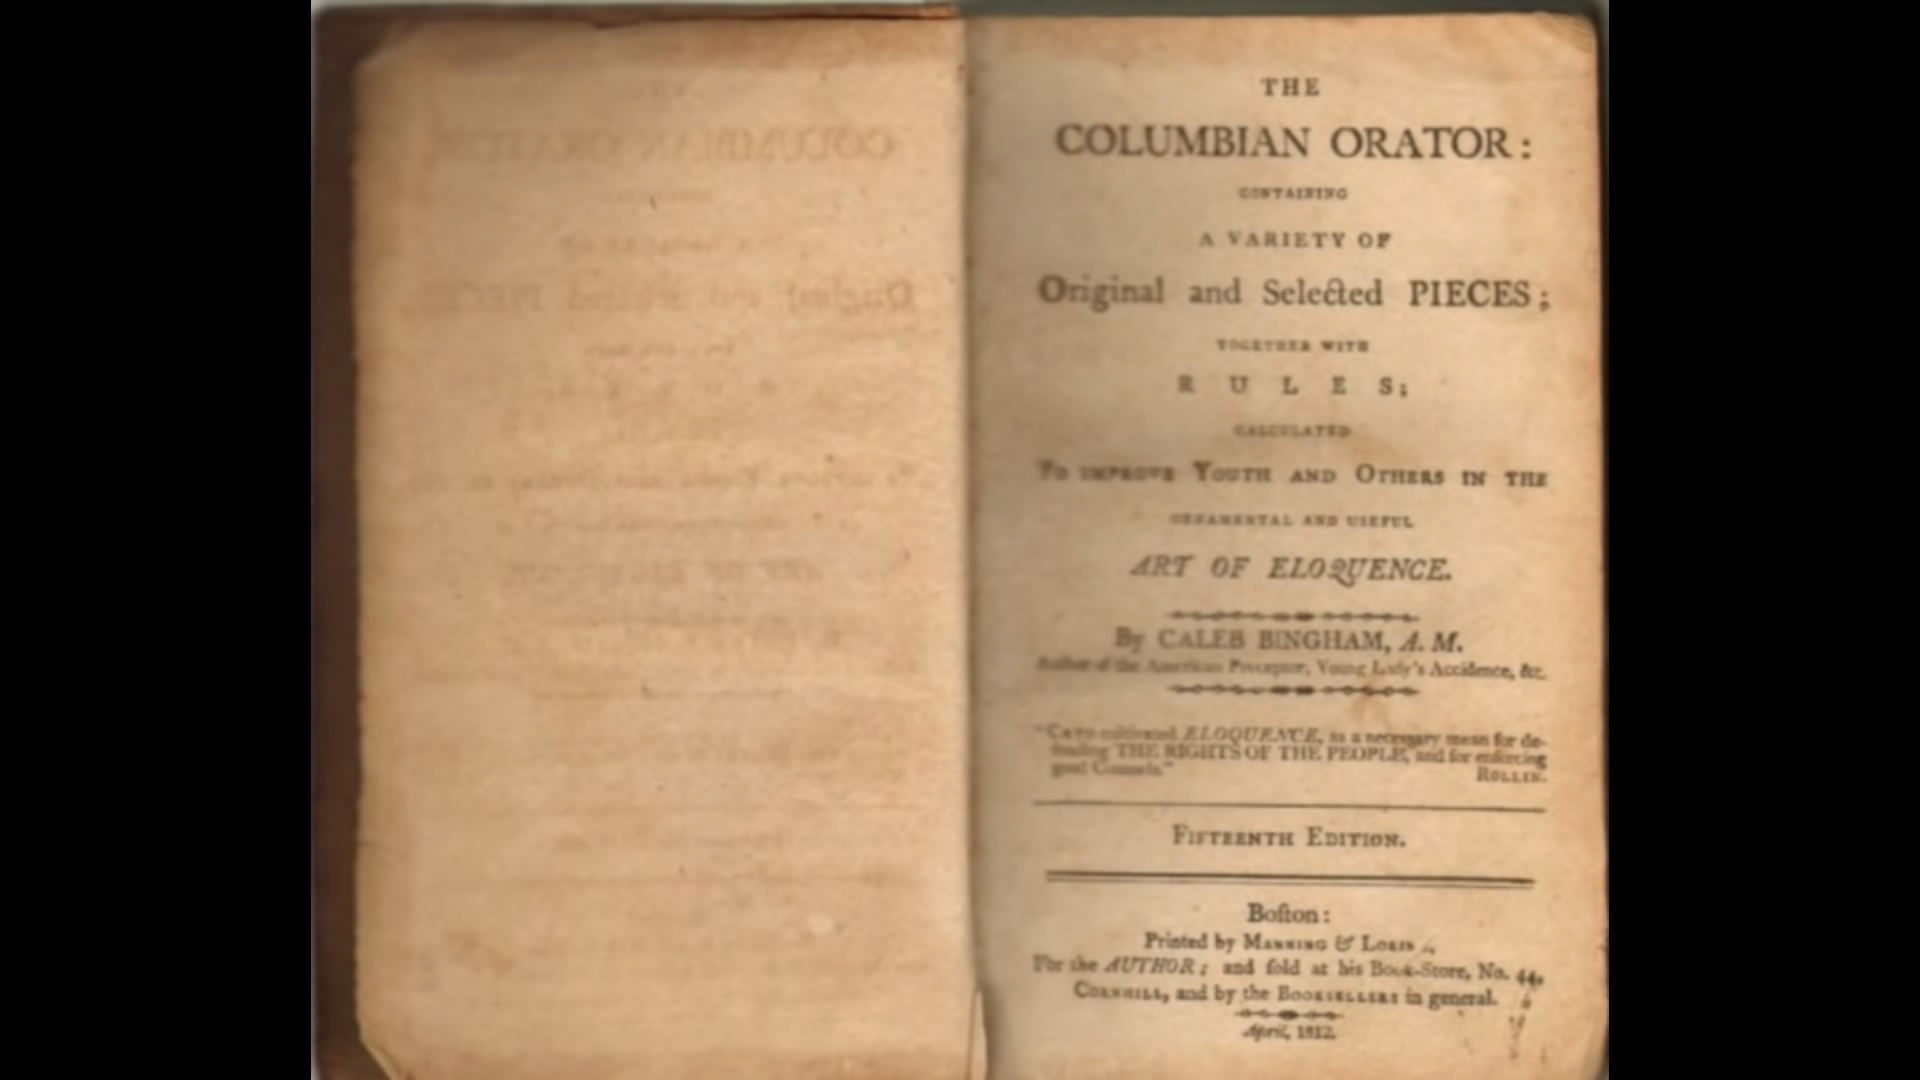 THE
COLUMBIAN ORATOR:
CONTAINING
A VARIETY OF
Original and Selected PIECES;
TOGETHER WITH
R U L E S;
CALCULATED
To improve Youth and Others in the
ORNAMENTAL AND USEFUL
ART OF ELOQUENCE.
By CALEB BINGHAM, A. M.
Author of the American Preceptor, Young Lady's Accidence, &c.
"Cato cultivated ELOQUENCE, as a necessary mean for de-
fending THE RIGHTS OF THE PEOPLE, and for enforcing
good Counsels."
Rollin.
Fifteenth Edition.
Boſton:
Printed by Manning & Loring,
For the AUTHOR; and ſold at his Book-Store, No. 44,
Cornhill, and by the Booksellers in general.
April, 1812.